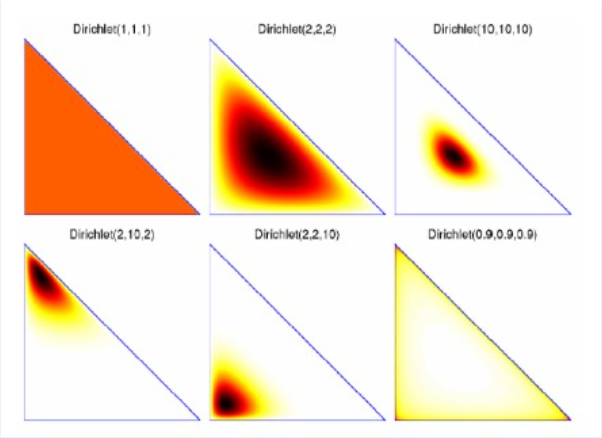 Dirichlet(1,1,1)
Dirichlet(2,2,2)
Dirichlet(10,10,10)
Dirichlet(2,10,2)
Dirichlet(2,2,10)
Dirichlet(0.9,0.9,0.9)